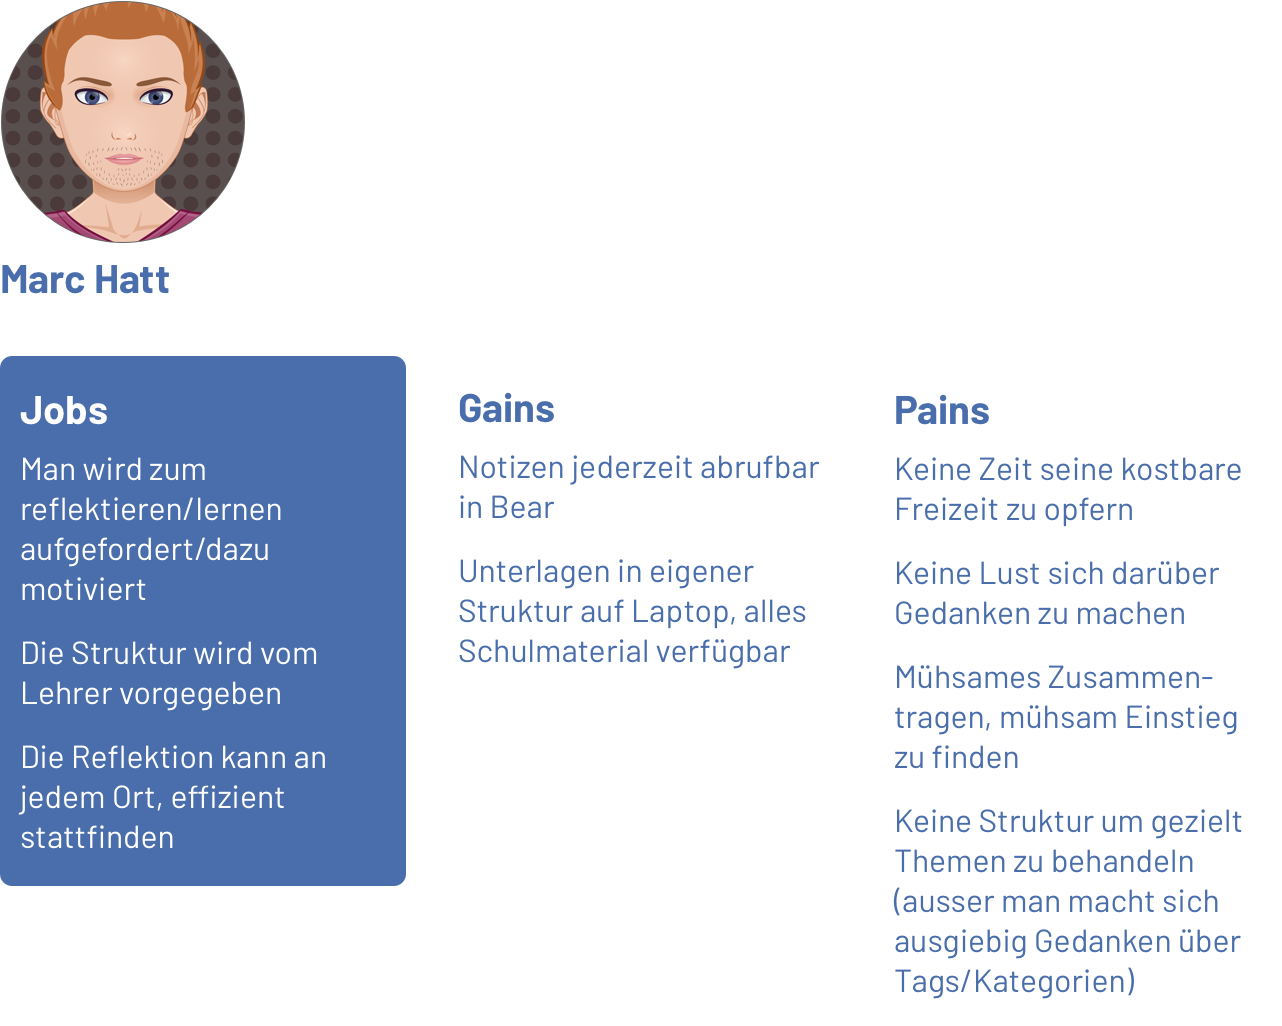 Marc Hatt
Jobs
Man wird zum
reflektieren/lernen
aufgefordert/dazu
motiviert
Die Struktur wird vom
Lehrer vorgegeben
Die Reflektion kann an
jedem Ort, effizient
stattfinden
Gains
Notizen jederzeit abrufbar
in Bear
Unterlagen in eigener
Struktur auf Laptop, alles
Schulmaterial verfügbar
Pains
Keine Zeit seine kostbare
Freizeit zu opfern
Keine Lust sich darüber
Gedanken zu machen
Mühsames Zusammen-
tragen, mühsam Einstieg
zu finden
Keine Struktur um gezielt
Themen zu behandeln
(ausser man macht sich
ausgiebig Gedanken über
Tags/Kategorien)